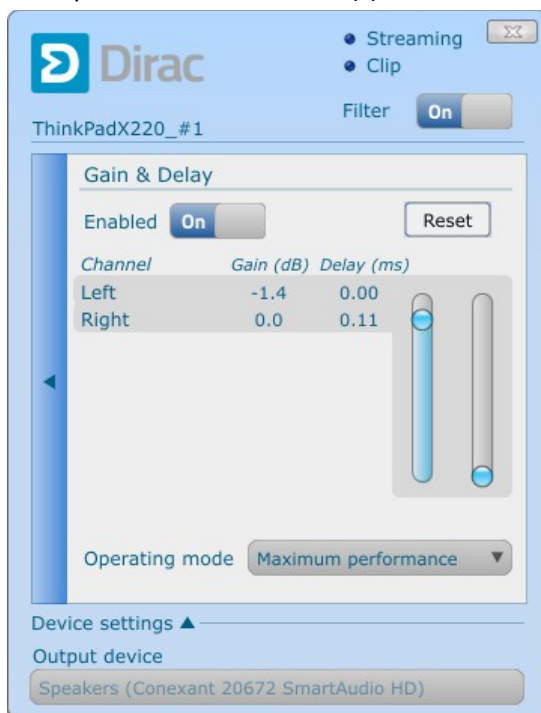 Dirac
Streaming
Clip
Filter On
ThinkPadX220_#1
Gain & Delay
Enabled On Reset
Channel Gain (dB) Delay (ms)
Left -1.4 0.00
Right 0.0 0.11
Operating mode Maximum performance
Device settings
Output device
Speakers (Conexant 20672 SmartAudio HD)